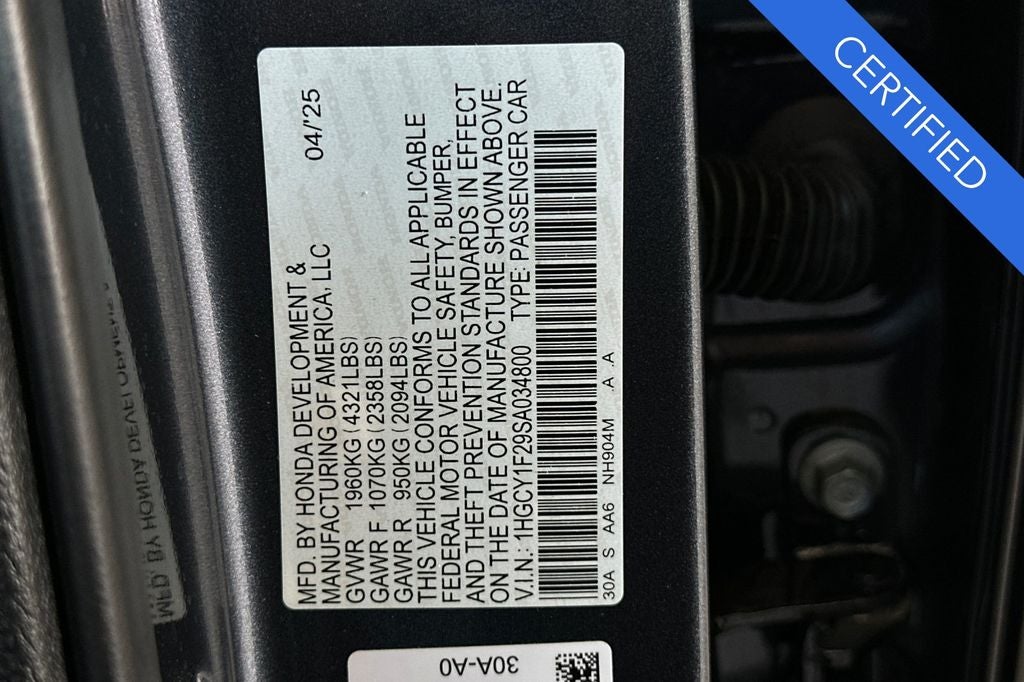 CERTIFIED
MFD. BY HONDA DEVELOPMENT &
MANUFACTURING OF AMERICA, LLC 04/'25
GVWR 1960KG (4321LBS)
GAWR F 1070KG (2358LBS)
GAWR R 950KG (2094LBS)
THIS VEHICLE CONFORMS TO ALL APPLICABLE
FEDERAL MOTOR VEHICLE SAFETY, BUMPER,
AND THEFT PREVENTION STANDARDS IN EFFECT
ON THE DATE OF MANUFACTURE SHOWN ABOVE.
V.I.N.: 1HGCY1F29SA034800 TYPE: PASSENGER CAR
30A S AA6 NH904M A A
30A-A0